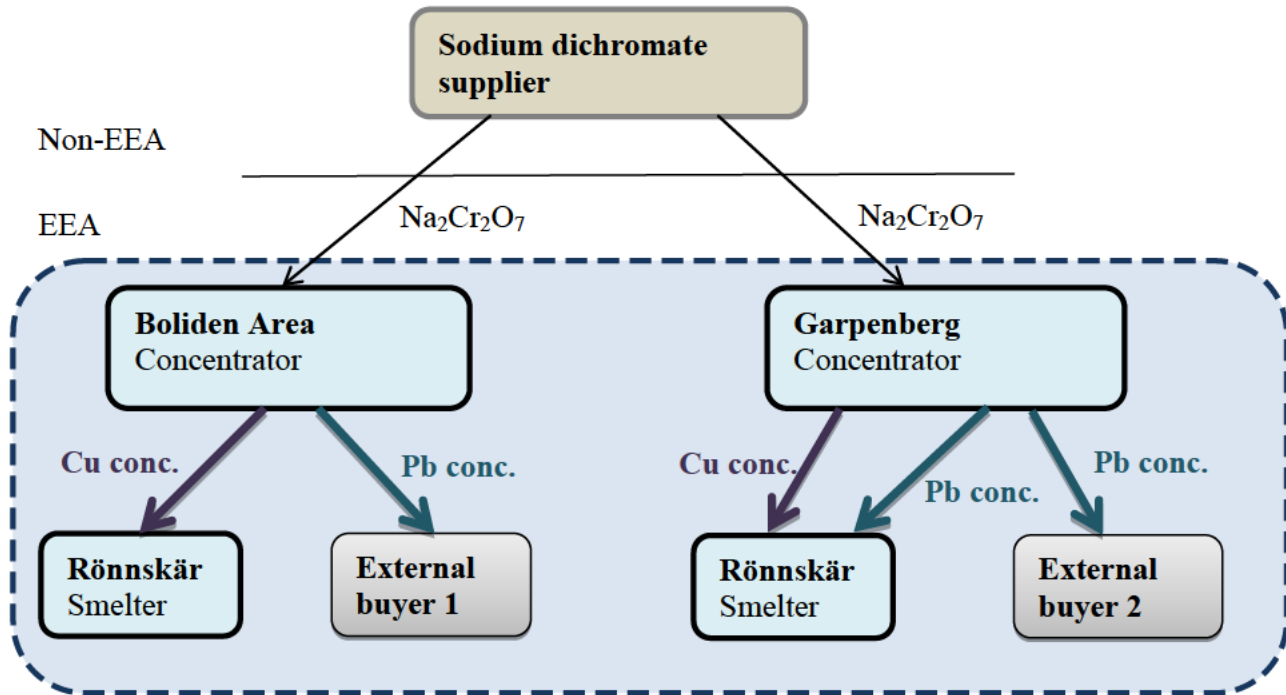 Sodium dichromate
supplier
Non-EEA
EEA
Na₂Cr₂O₇
Na₂Cr₂O₇
Boliden Area
Concentrator
Garpenberg
Concentrator
Cu conc.
Pb conc.
Cu conc.
Pb conc.
Pb conc.
Rönnskär
Smelter
External
buyer 1
Rönnskär
Smelter
External
buyer 2